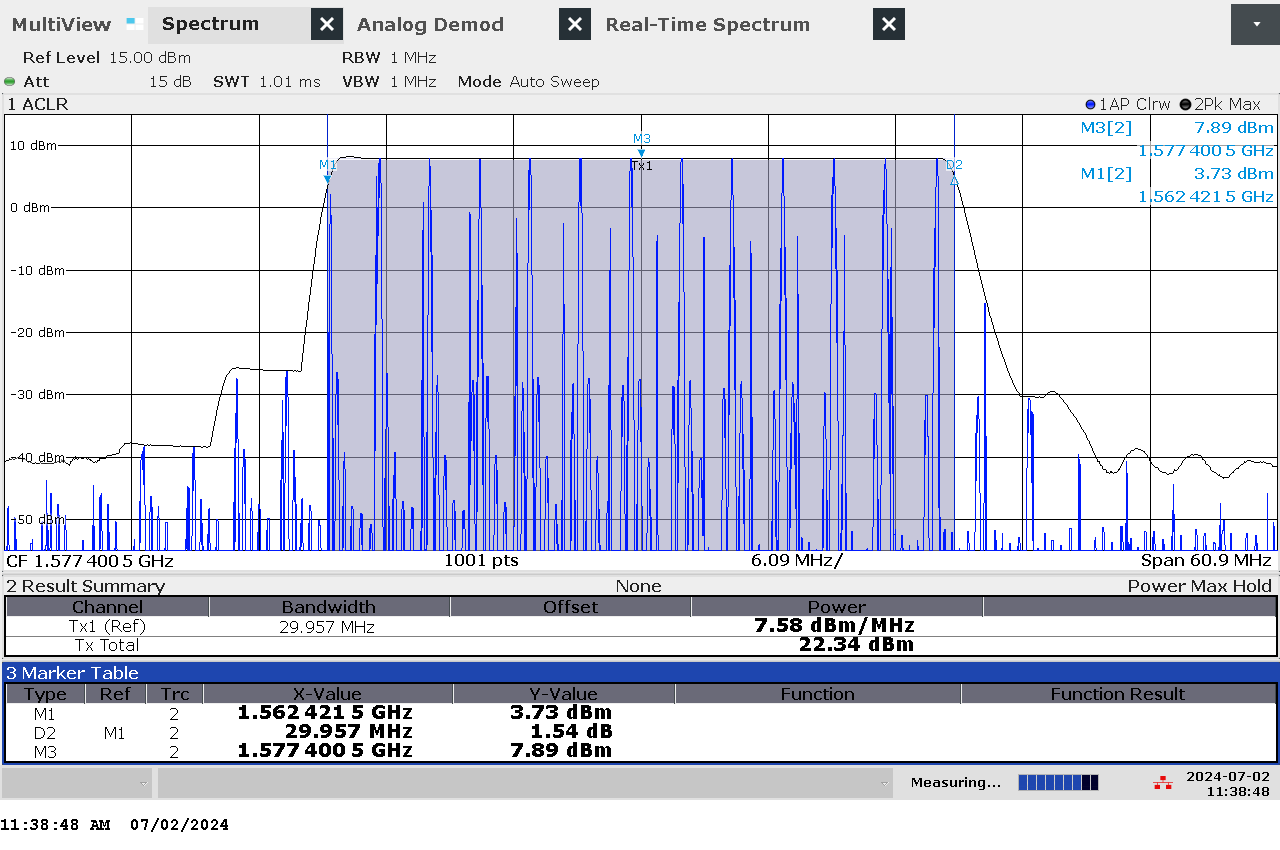 MultiView Spectrum Analog Demod Real-Time Spectrum
Ref Level 15.00 dBm RBW 1 MHz
Att 15 dB SWT 1.01 ms VBW 1 MHz Mode Auto Sweep
1 ACLR 1AP Clrw 2Pk Max
M3[2] 7.89 dBm
1.577 400 5 GHz
M1[2] 3.73 dBm
1.562 421 5 GHz
M3
10 dBm
M1 Tx1 D2
0 dBm
-10 dBm
-20 dBm
-30 dBm
-40 dBm
-50 dBm
CF 1.577 400 5 GHz 1001 pts 6.09 MHz/ Span 60.9 MHz
2 Result Summary None Power Max Hold
Channel Bandwidth Offset Power
Tx1 (Ref) 29.957 MHz 7.58 dBm/MHz
Tx Total 22.34 dBm
3 Marker Table
Type Ref Trc X-Value Y-Value Function Function Result
M1 2 1.562 421 5 GHz 3.73 dBm
D2 M1 2 29.957 MHz 1.54 dB
M3 2 1.577 400 5 GHz 7.89 dBm
Measuring... 2024-07-02
11:38:48
11:38:48 AM 07/02/2024